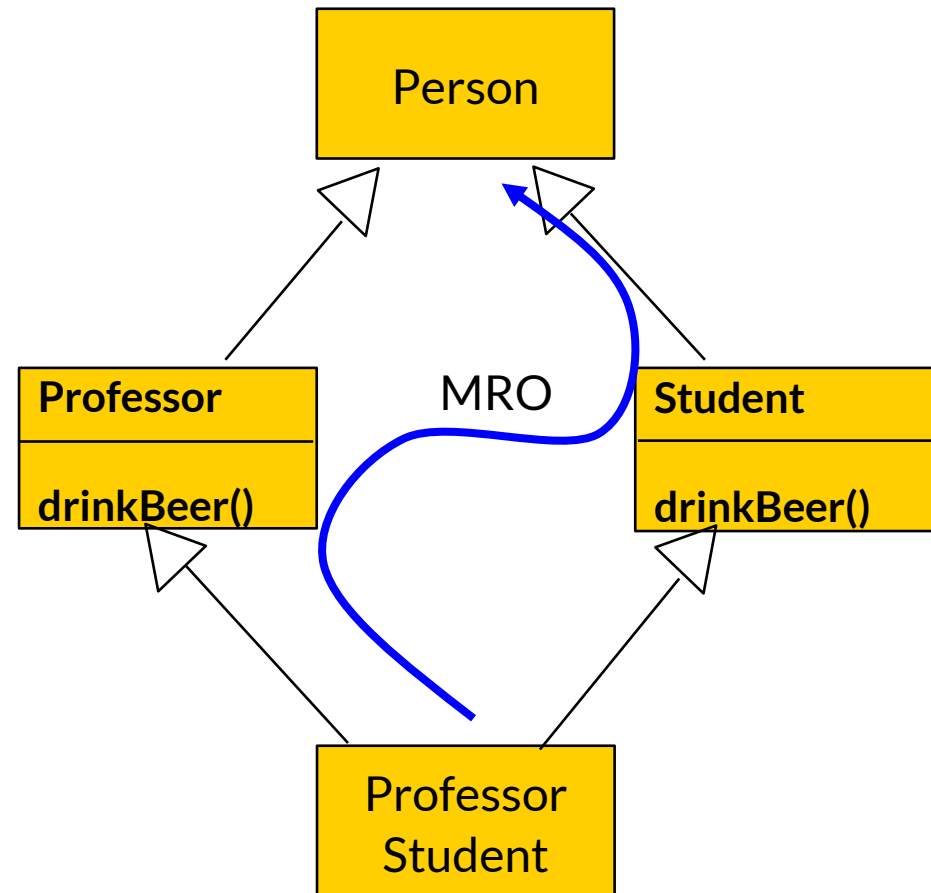 Person
MRO
Professor
drinkBeer()
Student
drinkBeer()
Professor
Student